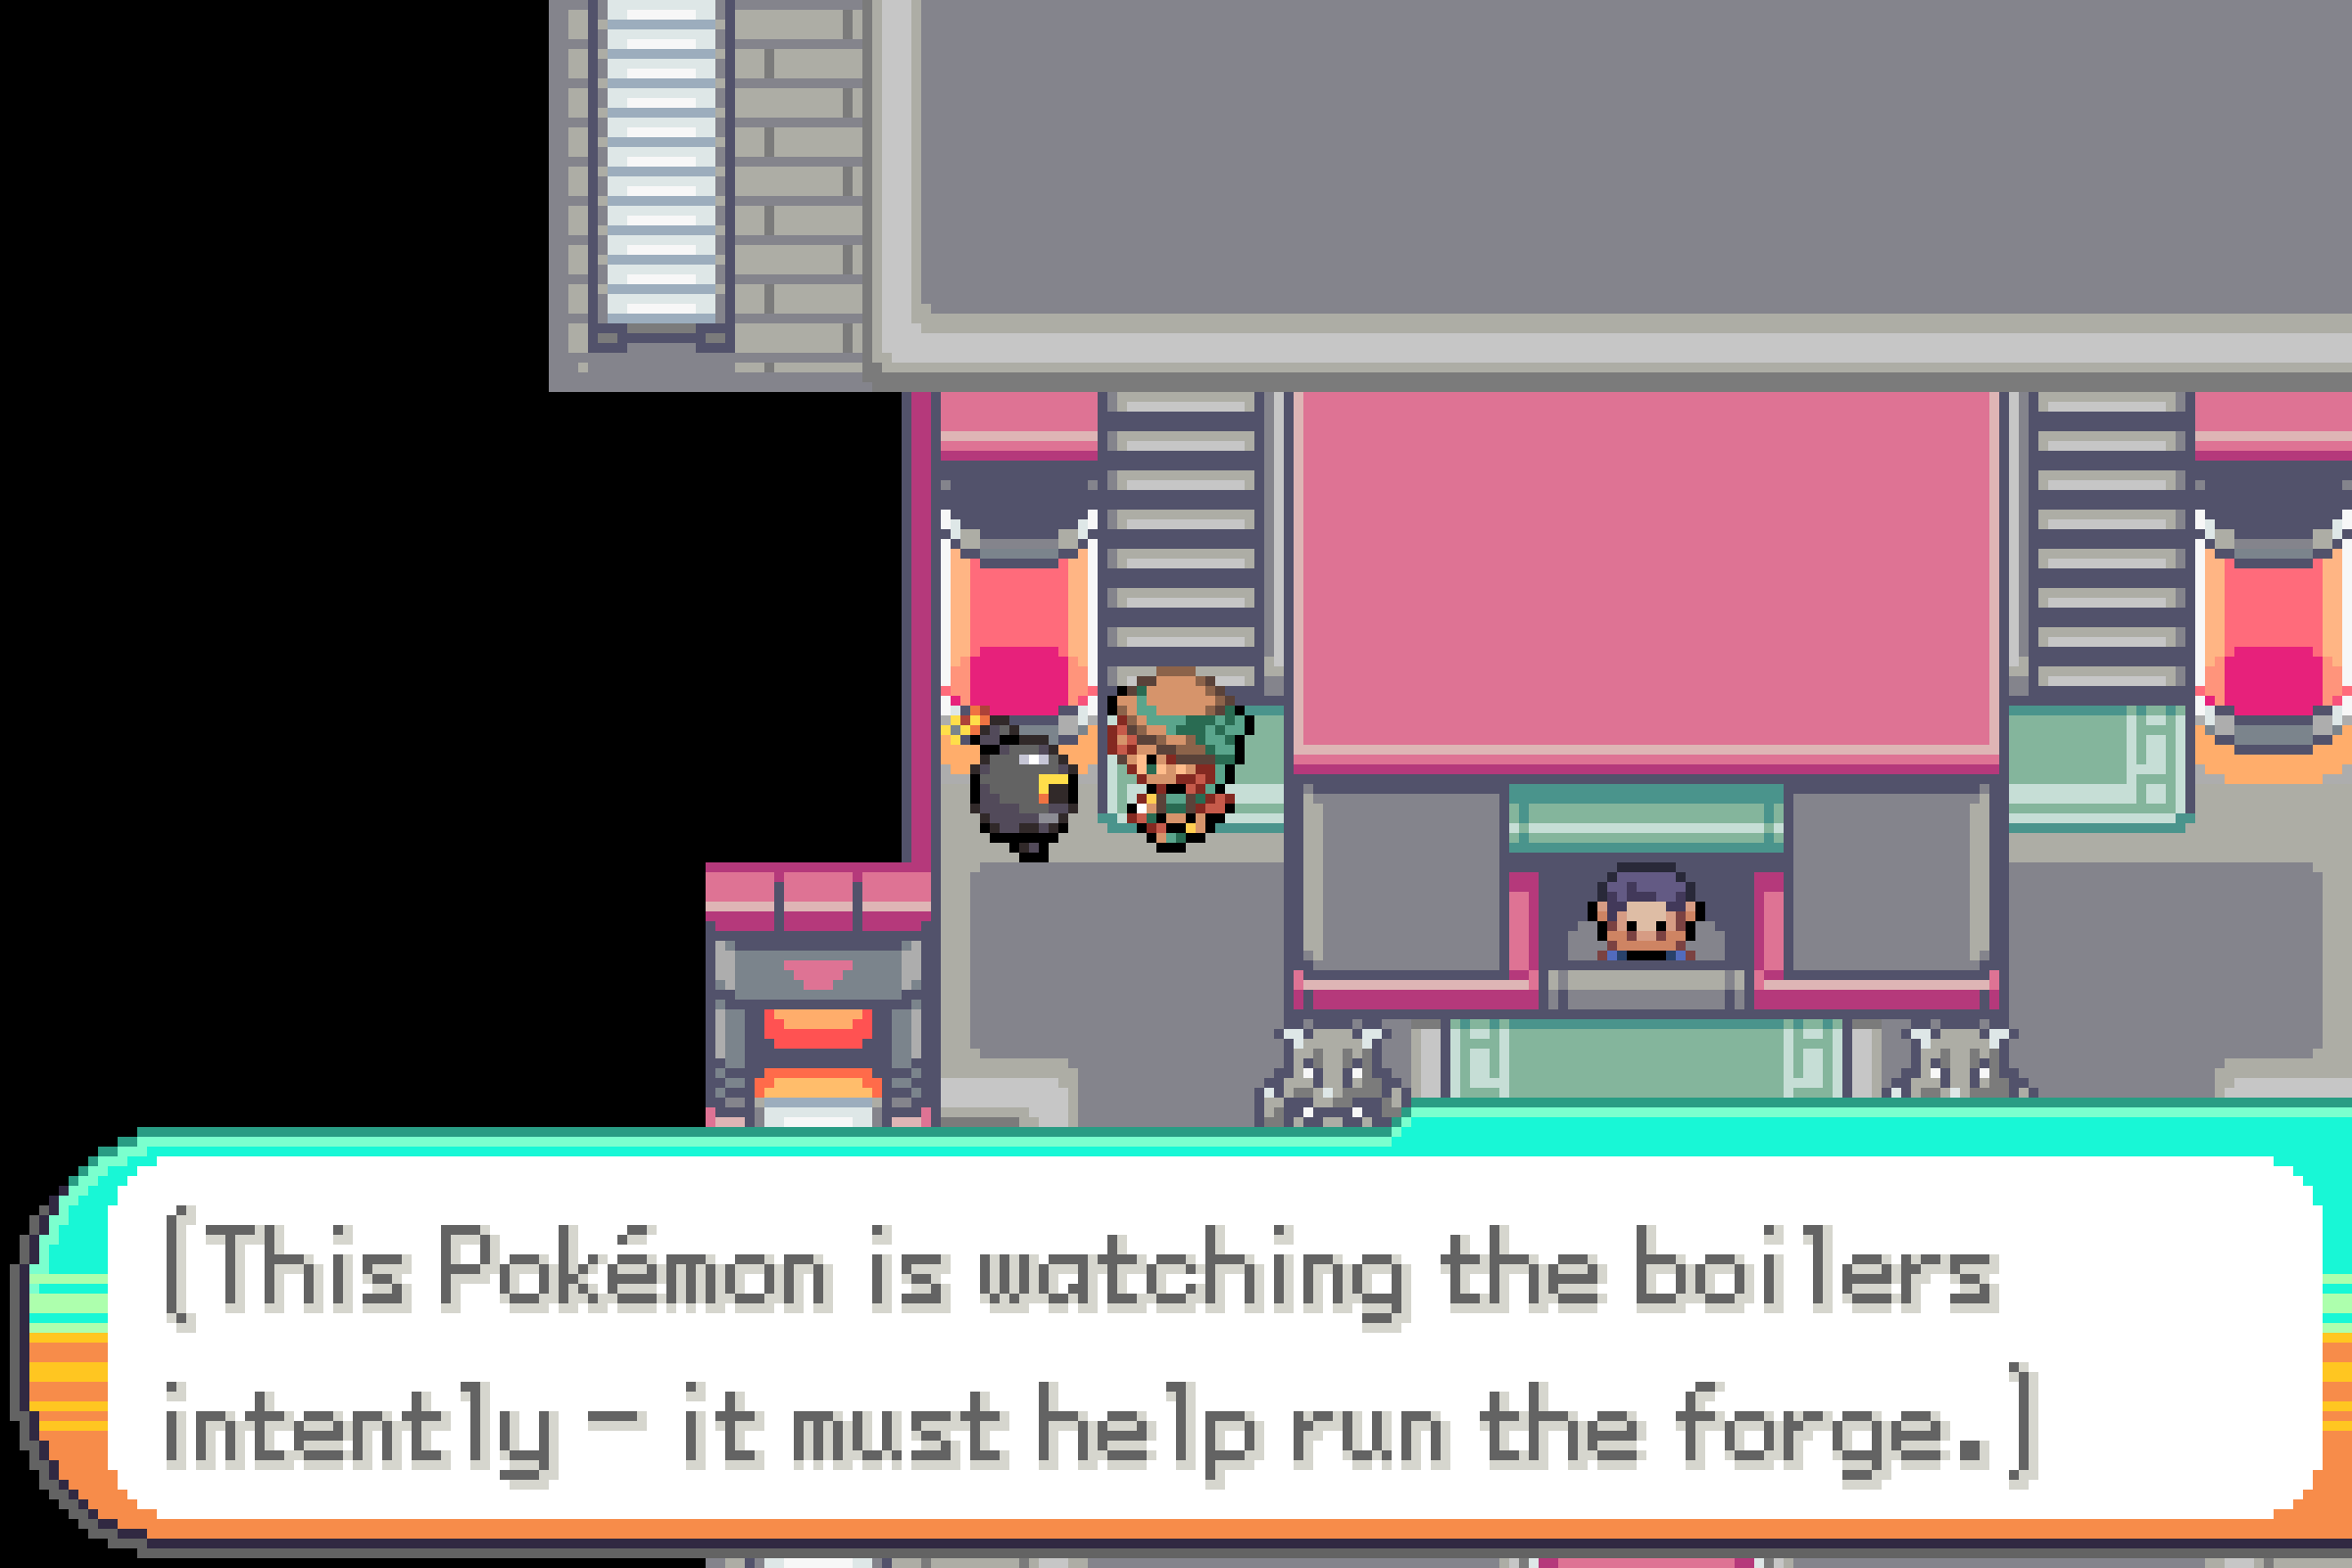 (This Pokémon is watching the boilers
intently – it must help run the forge.)